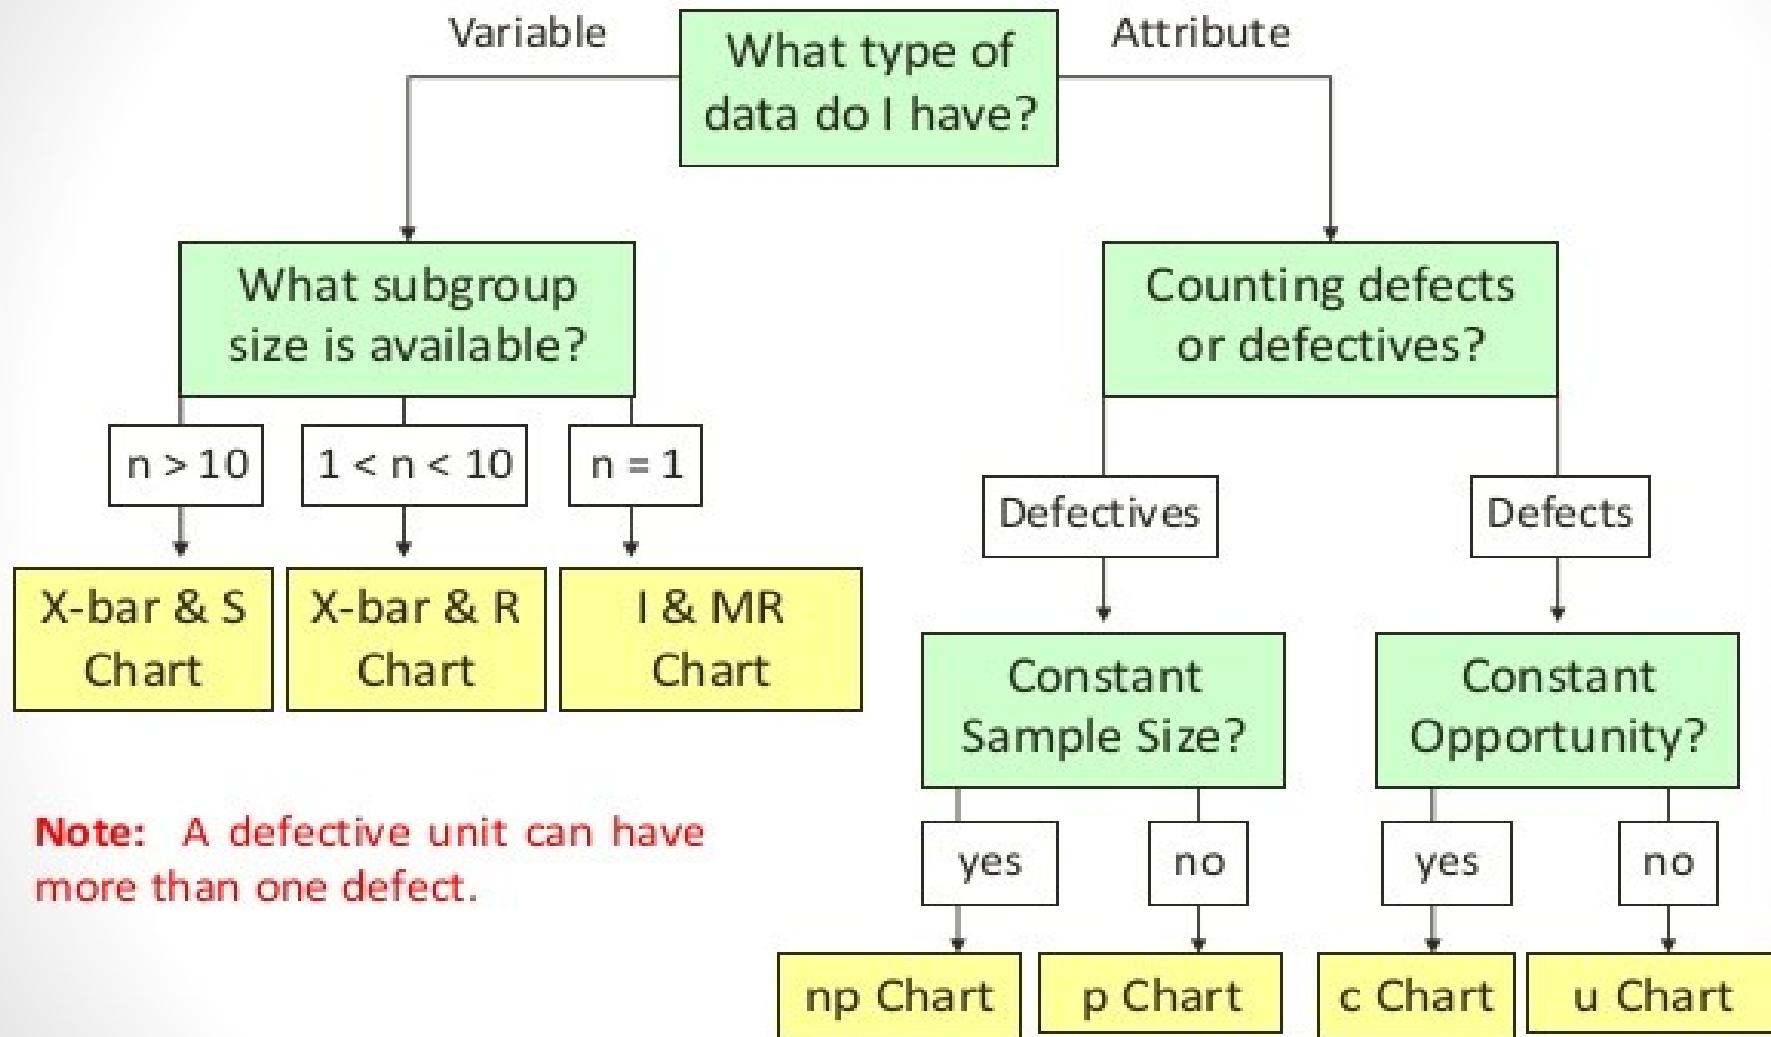 Variable
What type of
data do I have?
Attribute
What subgroup
size is available?
Counting defects
or defectives?
n > 10
1 < n < 10
n = 1
Defectives
Defects
X-bar & S
Chart
X-bar & R
Chart
I & MR
Chart
Constant
Sample Size?
Constant
Opportunity?
Note: A defective unit can have
more than one defect.
yes
no
yes
no
np Chart
p Chart
c Chart
u Chart